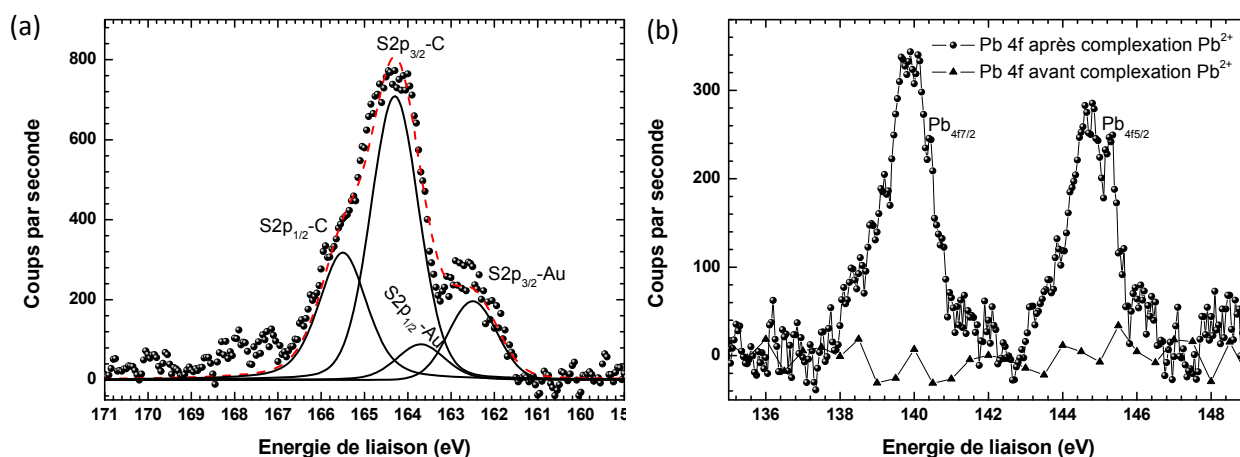 (a)
S2p3/2-C
S2p1/2-C
S2p1/2-Au
S2p3/2-Au
Coups par seconde
800
600
400
200
0
171 170 169 168 167 166 165 164 163 162 161 160 15
Energie de liaison (eV)
(b)
Pb 4f après complexation Pb2+
Pb 4f avant complexation Pb2+
Pb4f7/2
Pb4f5/2
Coups par seconde
300
200
100
0
136 138 140 142 144 146 148
Energie de liaison (eV)